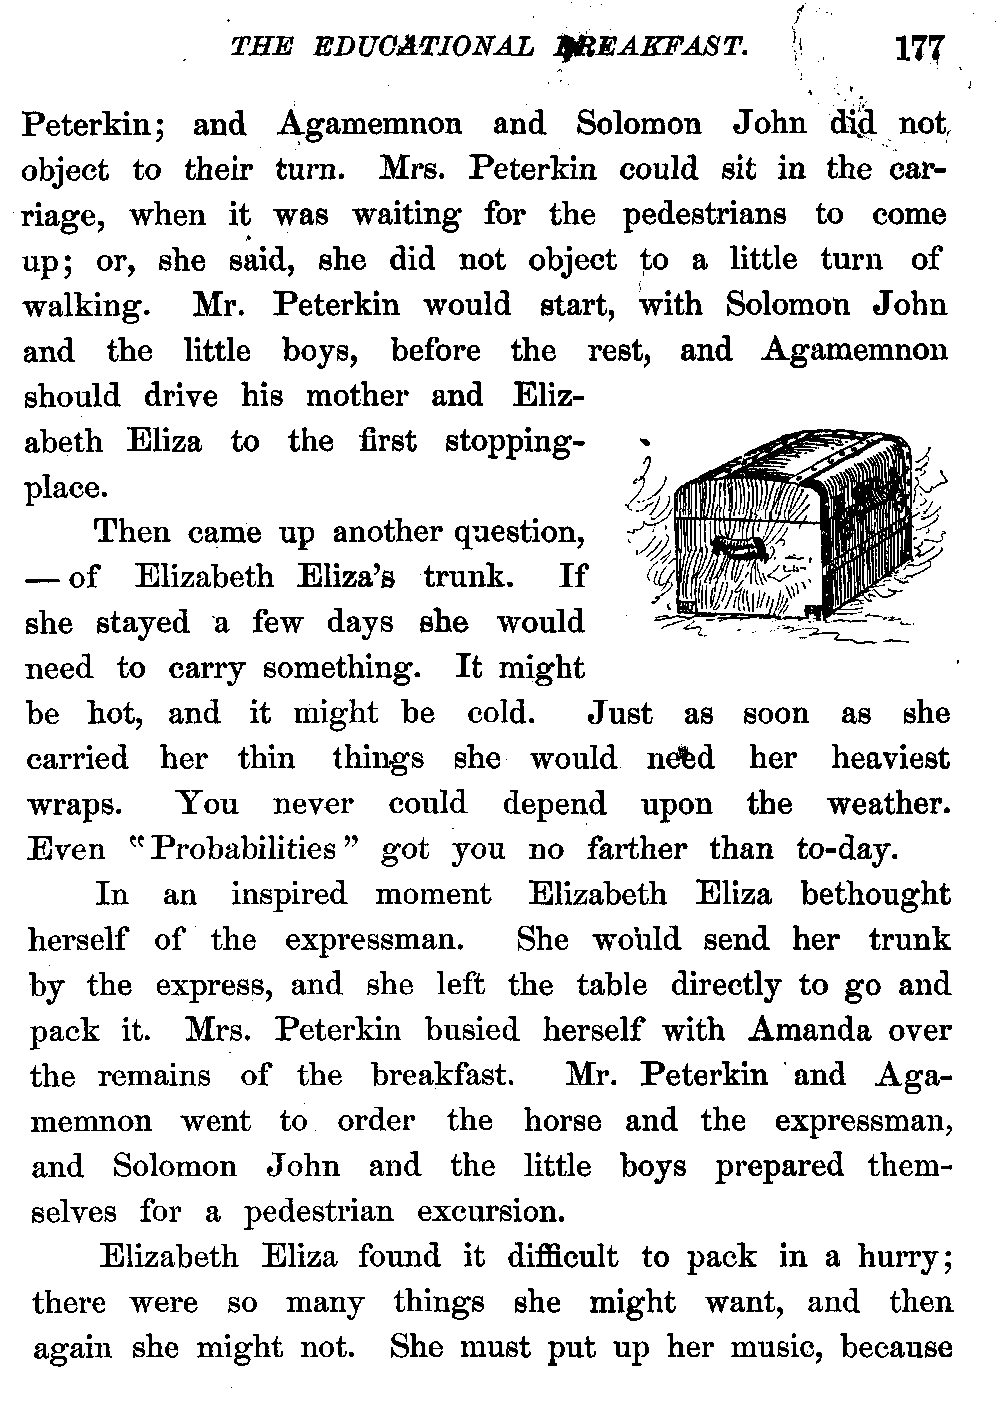 THE EDUCATIONAL BREAKFAST. 177
Peterkin; and Agamemnon and Solomon John did not
object to their turn. Mrs. Peterkin could sit in the car-
riage, when it was waiting for the pedestrians to come
up; or, she said, she did not object to a little turn of
walking. Mr. Peterkin would start, with Solomon John
and the little boys, before the rest, and Agamemnon
should drive his mother and Eliz-
abeth Eliza to the first stopping-
place.
Then came up another question,
— of Elizabeth Eliza's trunk. If
she stayed a few days she would
need to carry something. It might
be hot, and it might be cold. Just as soon as she
carried her thin things she would need her heaviest
wraps. You never could depend upon the weather.
Even "Probabilities" got you no farther than to-day.
In an inspired moment Elizabeth Eliza bethought
herself of the expressman. She would send her trunk
by the express, and she left the table directly to go and
pack it. Mrs. Peterkin busied herself with Amanda over
the remains of the breakfast. Mr. Peterkin and Aga-
memnon went to order the horse and the expressman,
and Solomon John and the little boys prepared them-
selves for a pedestrian excursion.
Elizabeth Eliza found it difficult to pack in a hurry;
there were so many things she might want, and then
again she might not. She must put up her music, because